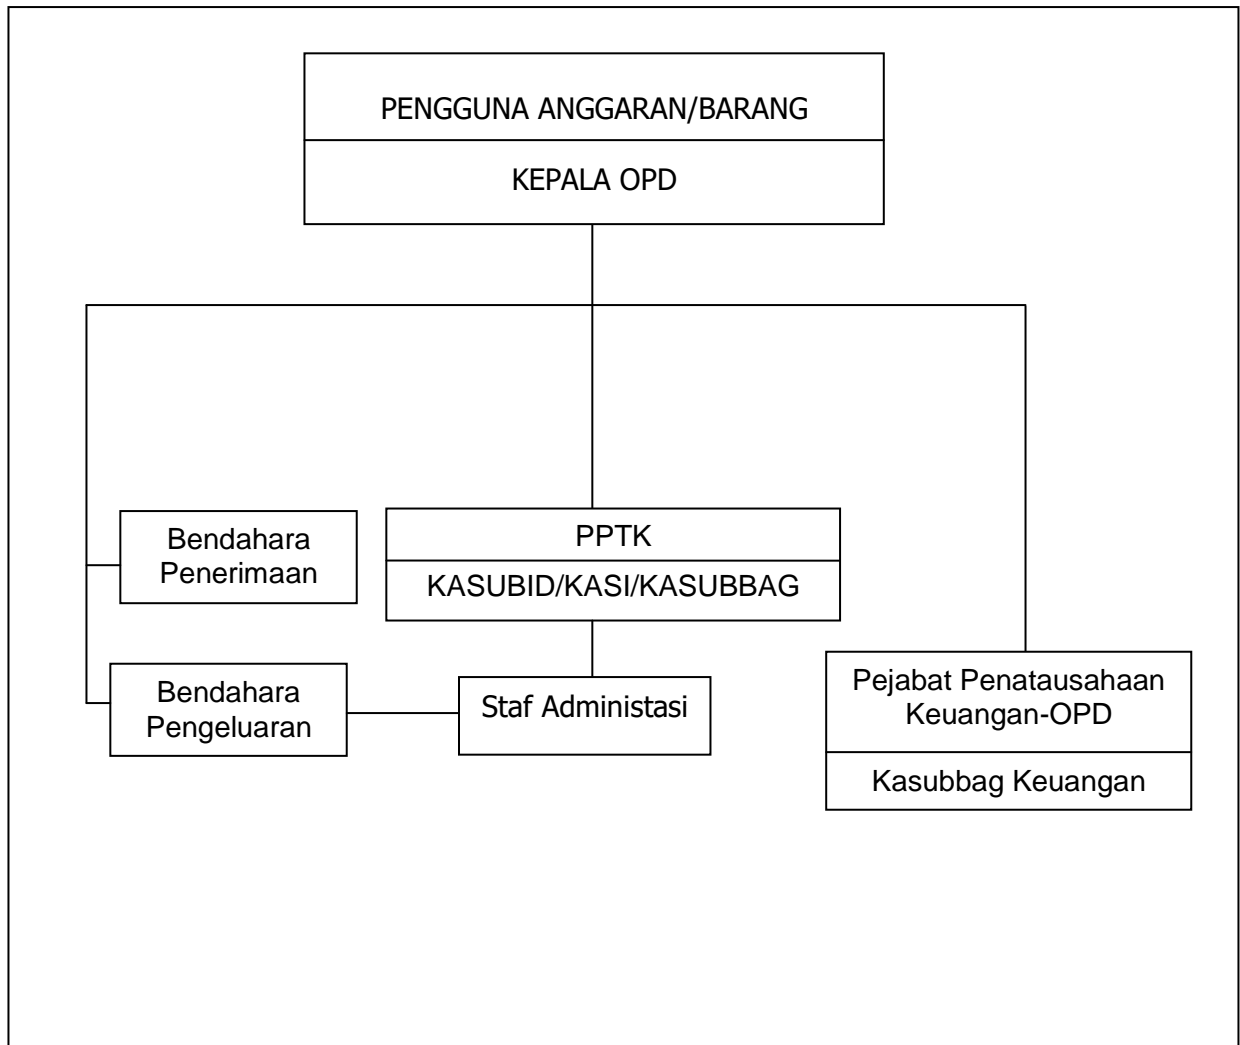 PENGGUNA ANGGARAN/BARANG
KEPALA OPD
Bendahara
Penerimaan
PPTK
KASUBID/KASI/KASUBBAG
Bendahara
Pengeluaran
Staf Administasi
Pejabat Penatausahaan
Keuangan-OPD
Kasubbag Keuangan